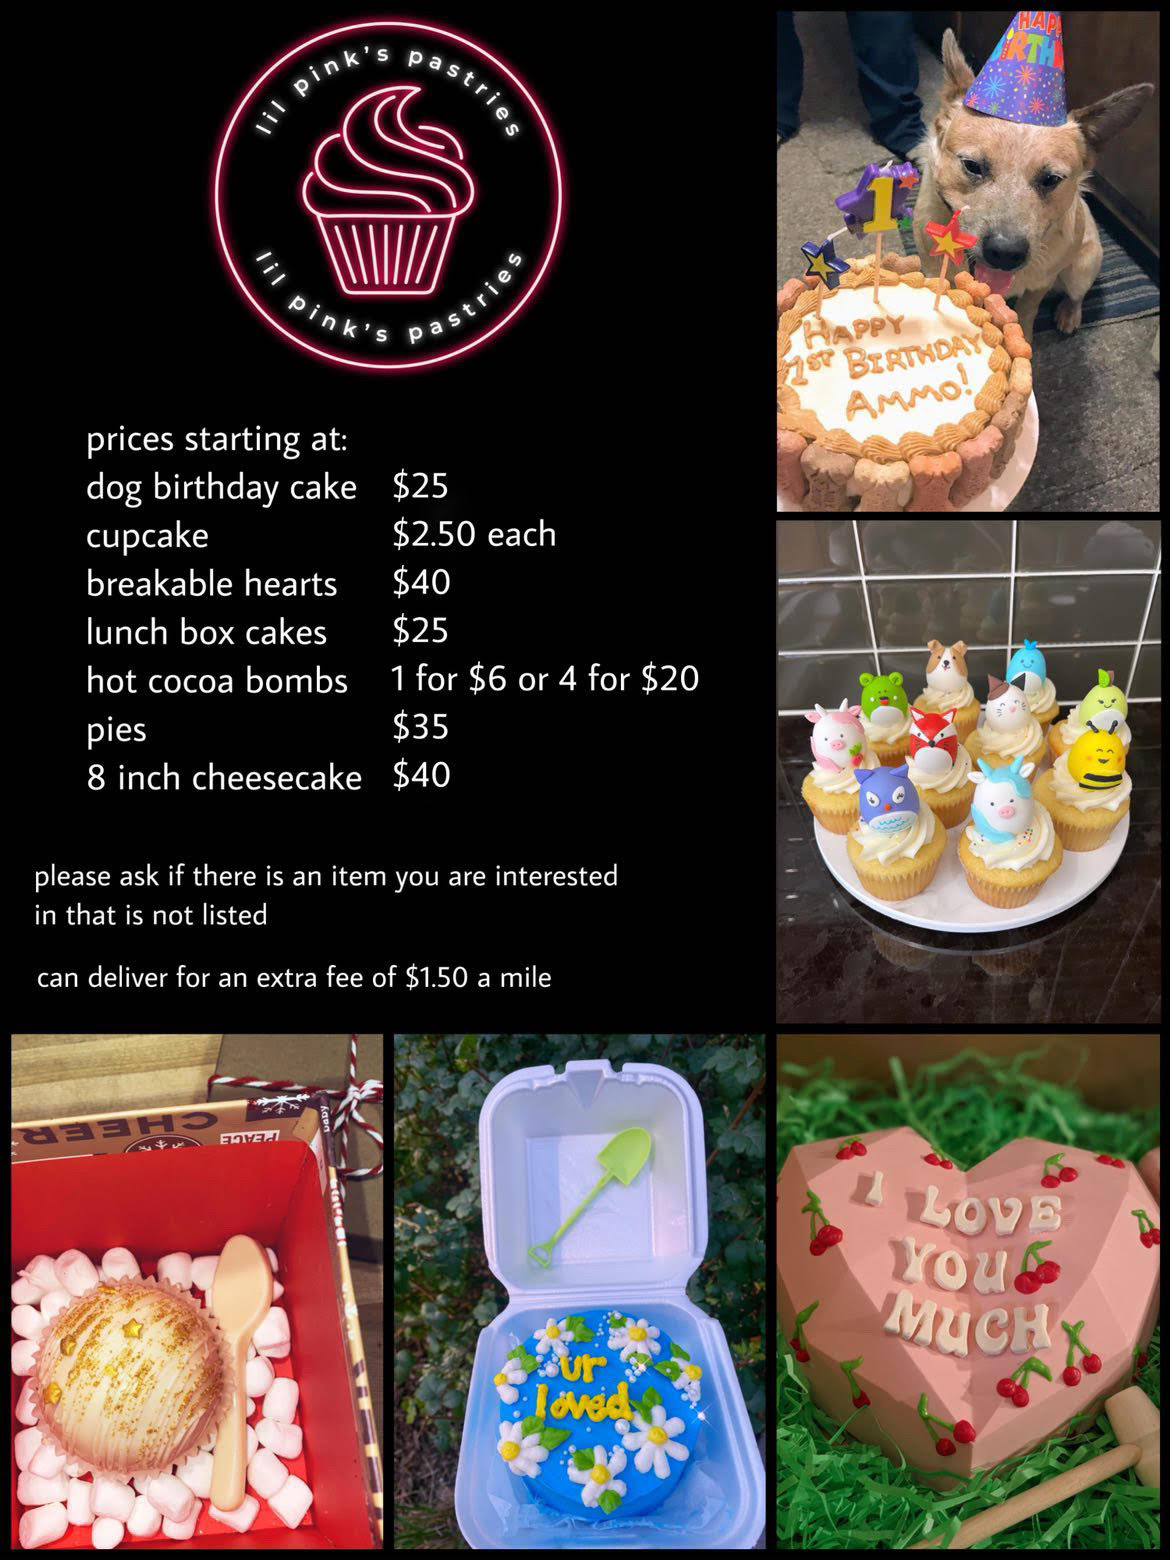 lil pink's pastries
lil pink's pastries
prices starting at:
dog birthday cake $25
cupcake $2.50 each
breakable hearts $40
lunch box cakes $25
hot cocoa bombs 1 for $6 or 4 for $20
pies $35
8 inch cheesecake $40
please ask if there is an item you are interested
in that is not listed
can deliver for an extra fee of $1.50 a mile
1
HAPPY
1ST BIRTHDAY
AMMO!
CHEER
PEACE
ur
loved
I LOVE
YOU
MUCH